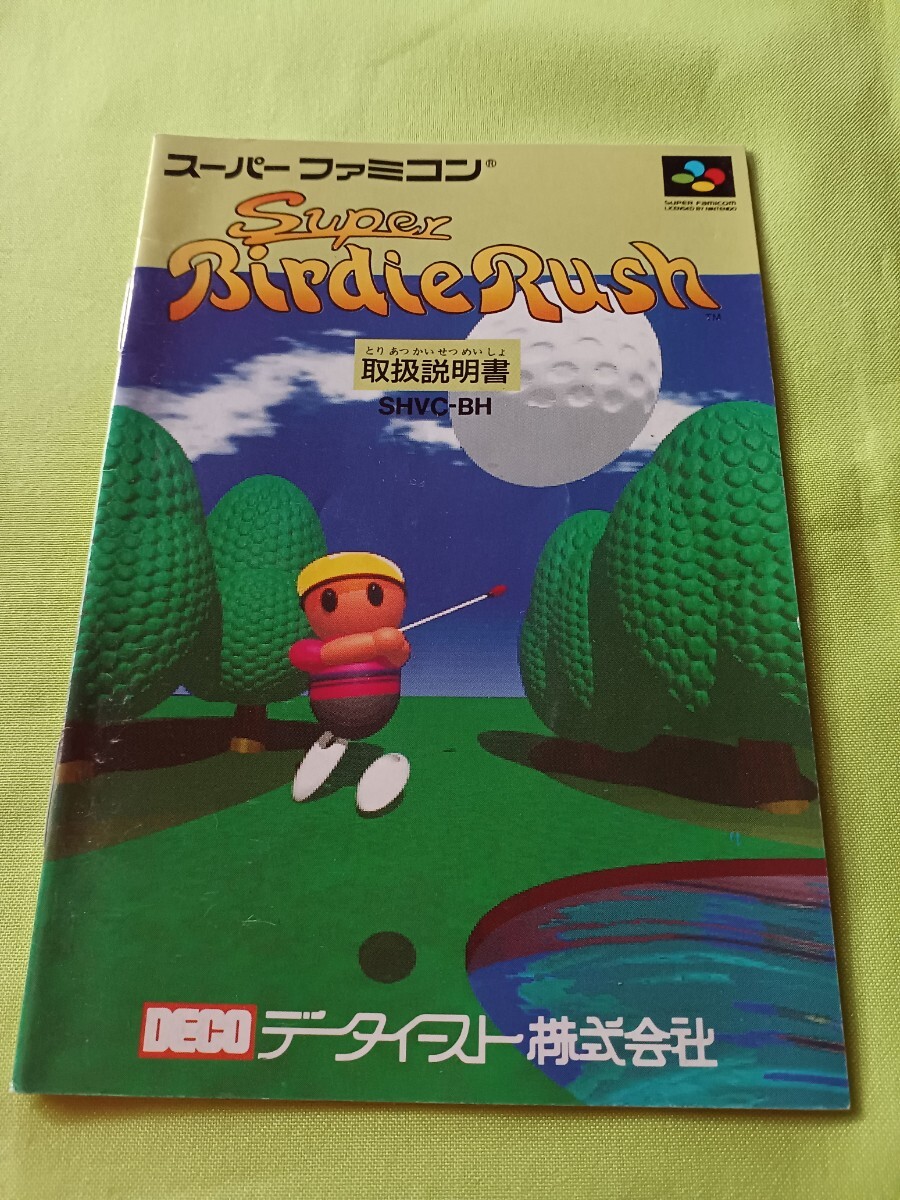 スーパーファミコン®
SUPER FAMICOM
LICENSED BY NINTENDO
Super
Birdie Rush
TM
とりあつかいせつめいしょ
取扱説明書
SHVC-BH
DECO データイースト株式会社